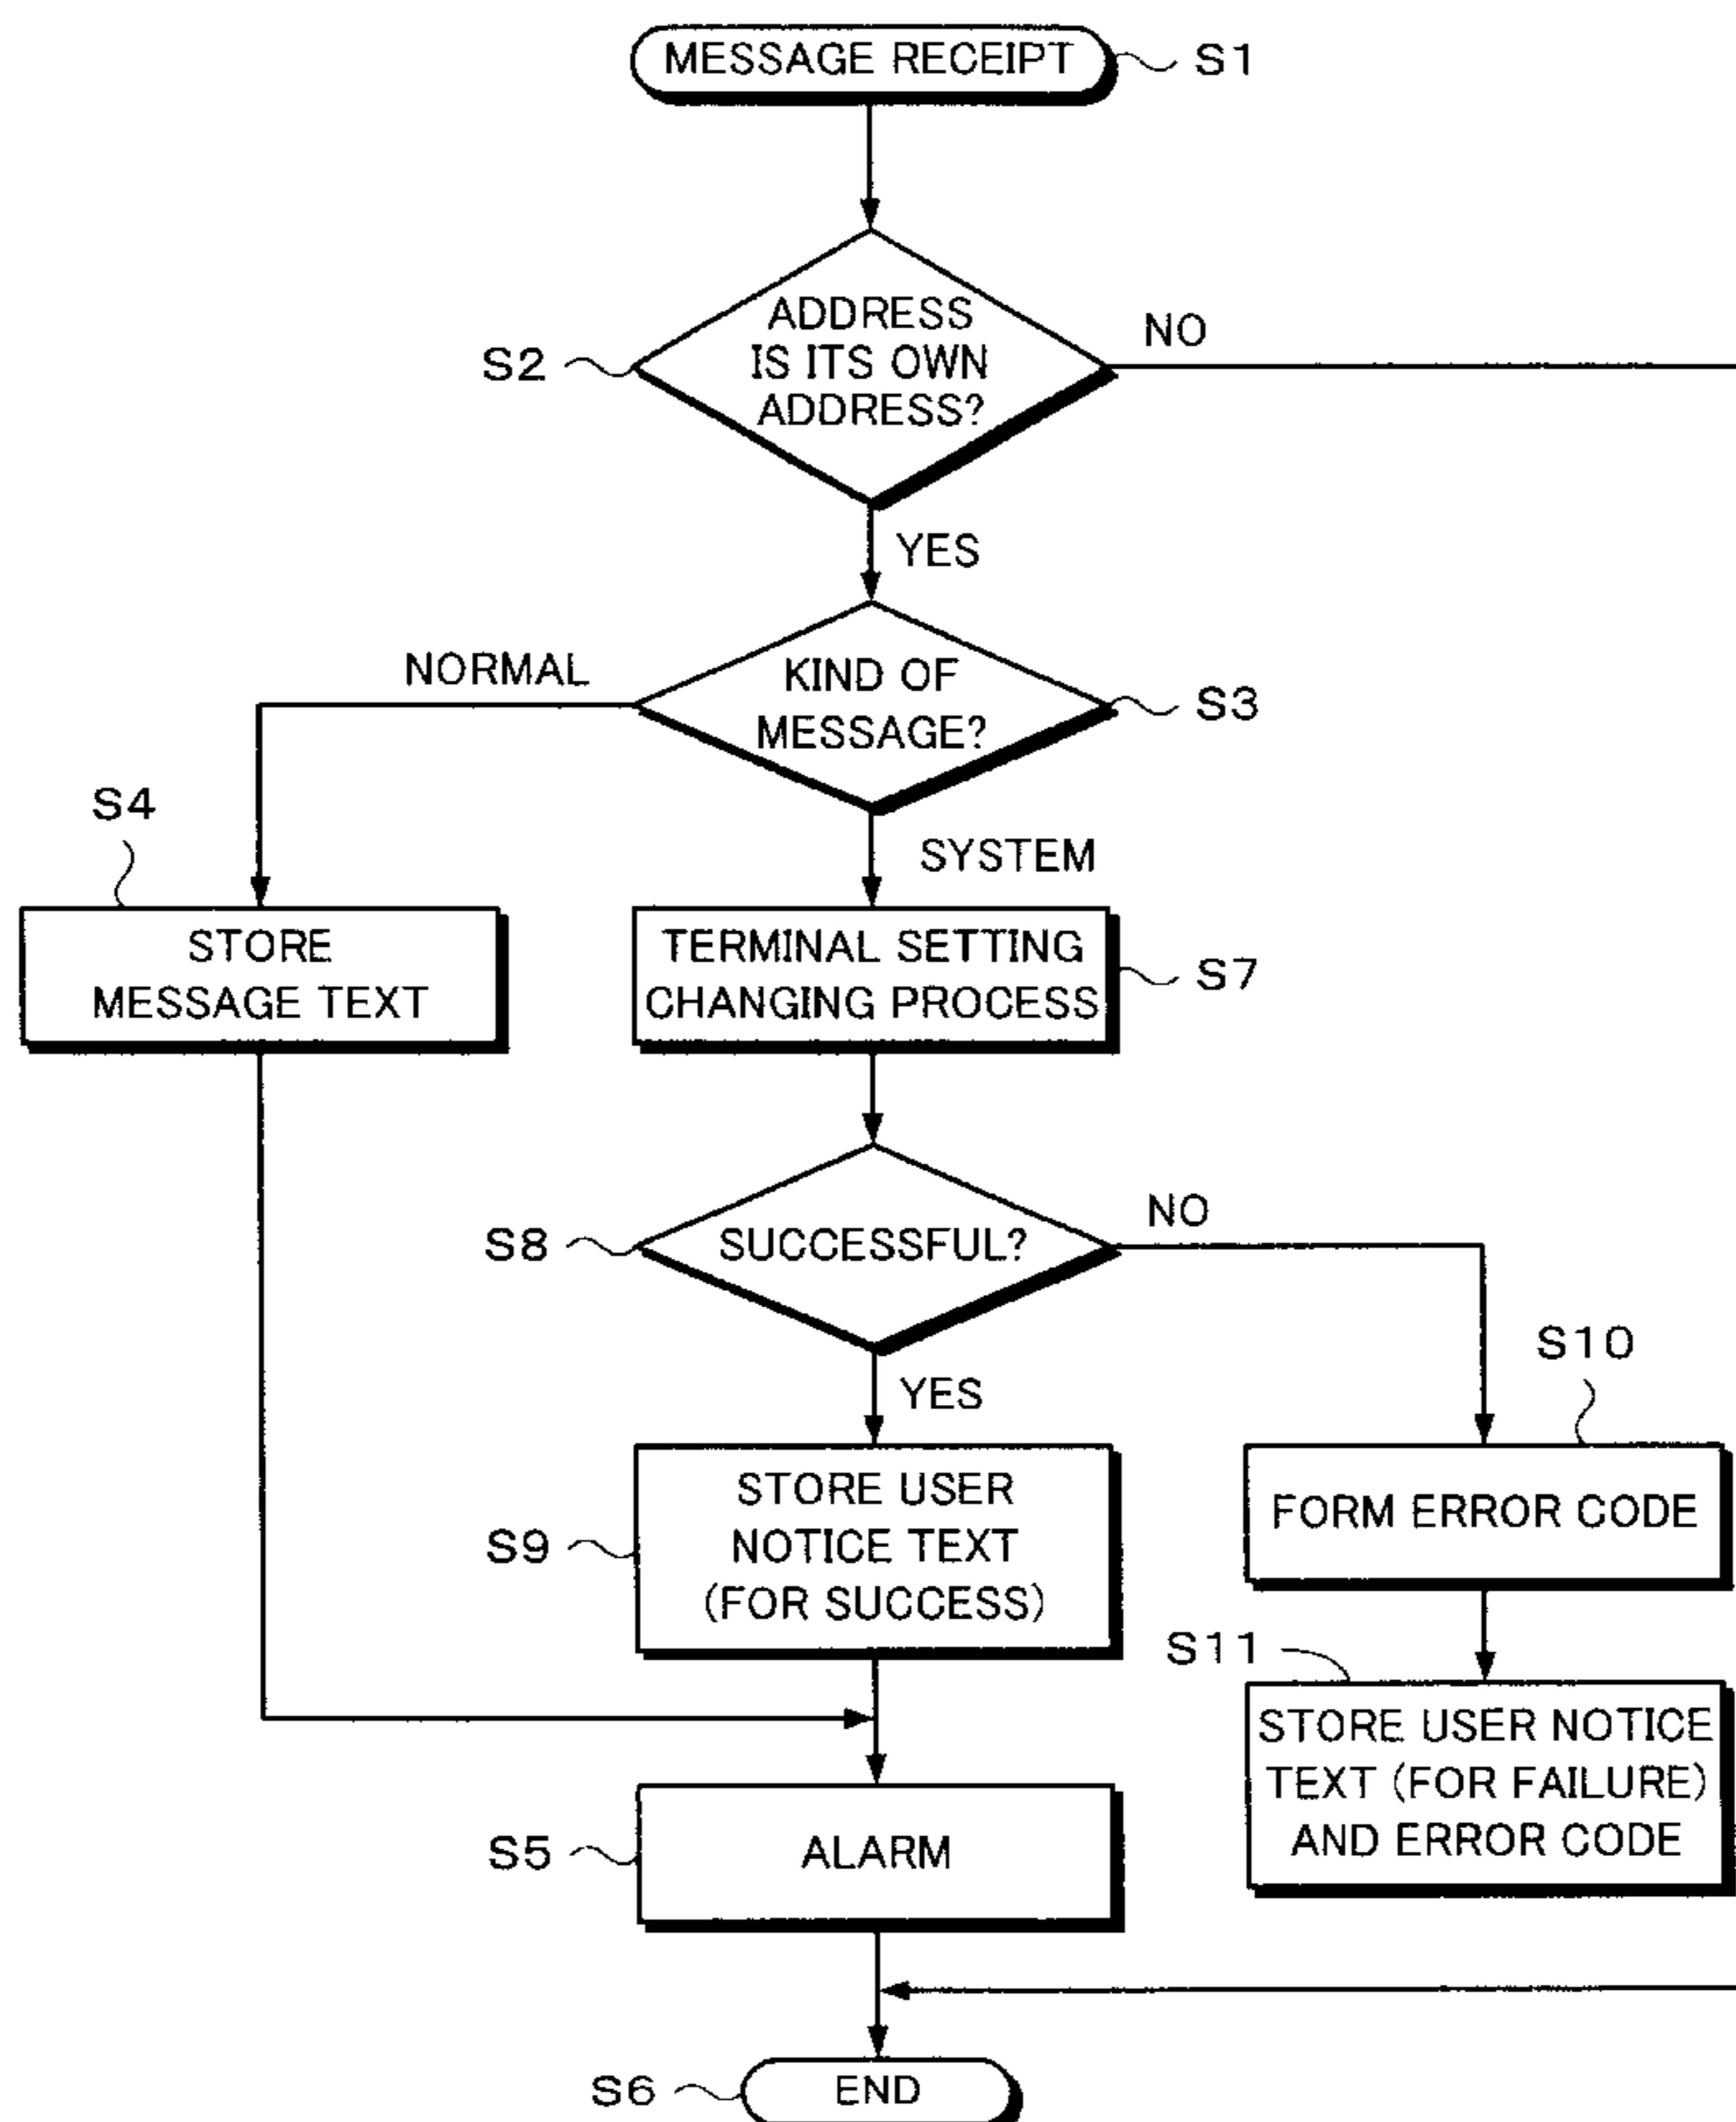 MESSAGE RECEIPT
S1
ADDRESS
IS ITS OWN
ADDRESS?
S2
NO
YES
KIND OF
MESSAGE?
S3
NORMAL
SYSTEM
S4
STORE
MESSAGE TEXT
TERMINAL SETTING
CHANGING PROCESS
S7
SUCCESSFUL?
S8
NO
YES
S10
STORE USER
NOTICE TEXT
(FOR SUCCESS)
S9
FORM ERROR CODE
S11
STORE USER NOTICE
TEXT (FOR FAILURE)
AND ERROR CODE
ALARM
S5
END
S6